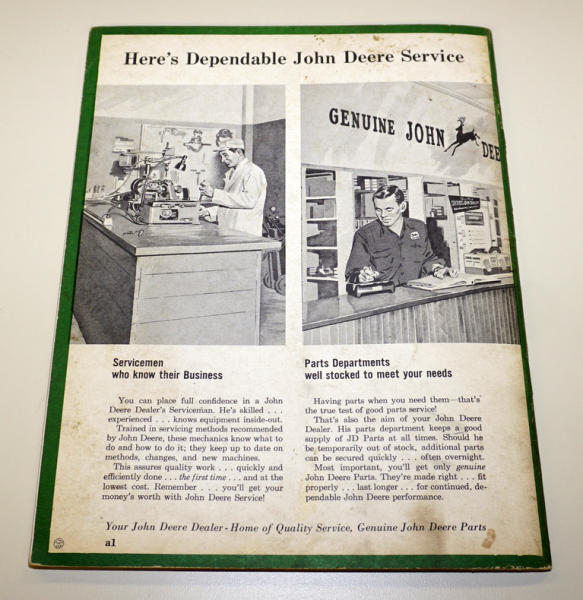 Here's Dependable John Deere Service
GENUINE JOHN DEE
Servicemen
who know their Business
You can place full confidence in a John
Deere Dealer's Serviceman. He's skilled . . .
experienced . . . knows equipment inside-out.
Trained in servicing methods recommended
by John Deere, these mechanics know what to
do and how to do it; they keep up to date on
methods, changes, and new machines.
This assures quality work . . . quickly and
efficiently done . . . the first time . . . and at the
lowest cost. Remember . . . you'll get your
money's worth with John Deere Service!
Parts Departments
well stocked to meet your needs
Having parts when you need them—that's
the true test of good parts service!
That's also the aim of your John Deere
Dealer. His parts department keeps a good
supply of JD Parts at all times. Should he
be temporarily out of stock, additional parts
can be secured quickly . . . often overnight.
Most important, you'll get only genuine
John Deere Parts. They're made right . . . fit
properly . . . last longer . . . for continued, de-
pendable John Deere performance.
Your John Deere Dealer - Home of Quality Service, Genuine John Deere Parts
a1